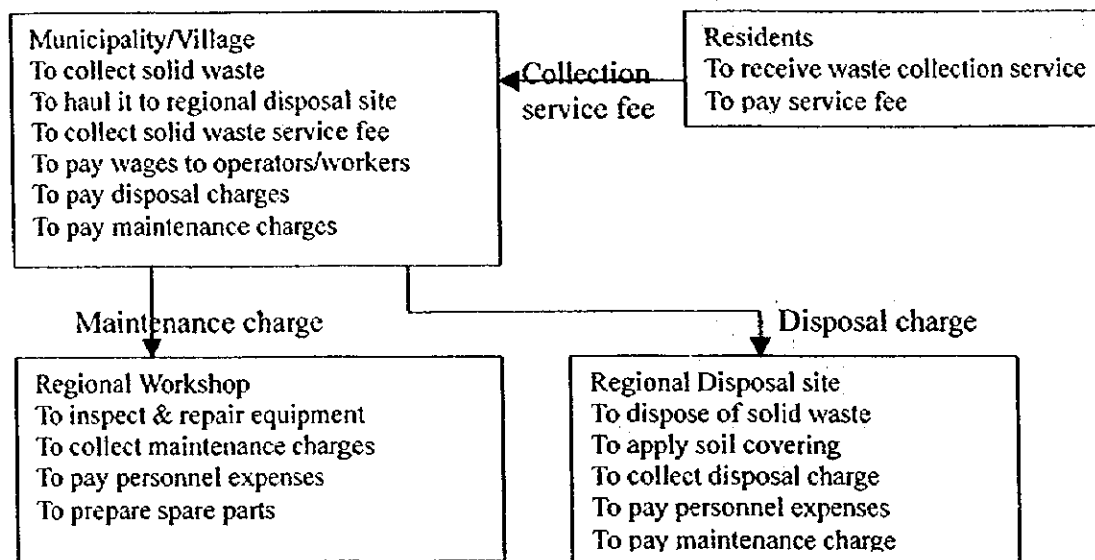 Municipality/Village
To collect solid waste
To haul it to regional disposal site
To collect solid waste service fee
To pay wages to operators/workers
To pay disposal charges
To pay maintenance charges
Collection
service fee
Residents
To receive waste collection service
To pay service fee
Maintenance charge
Disposal charge
Regional Workshop
To inspect & repair equipment
To collect maintenance charges
To pay personnel expenses
To prepare spare parts
Regional Disposal site
To dispose of solid waste
To apply soil covering
To collect disposal charge
To pay personnel expenses
To pay maintenance charge